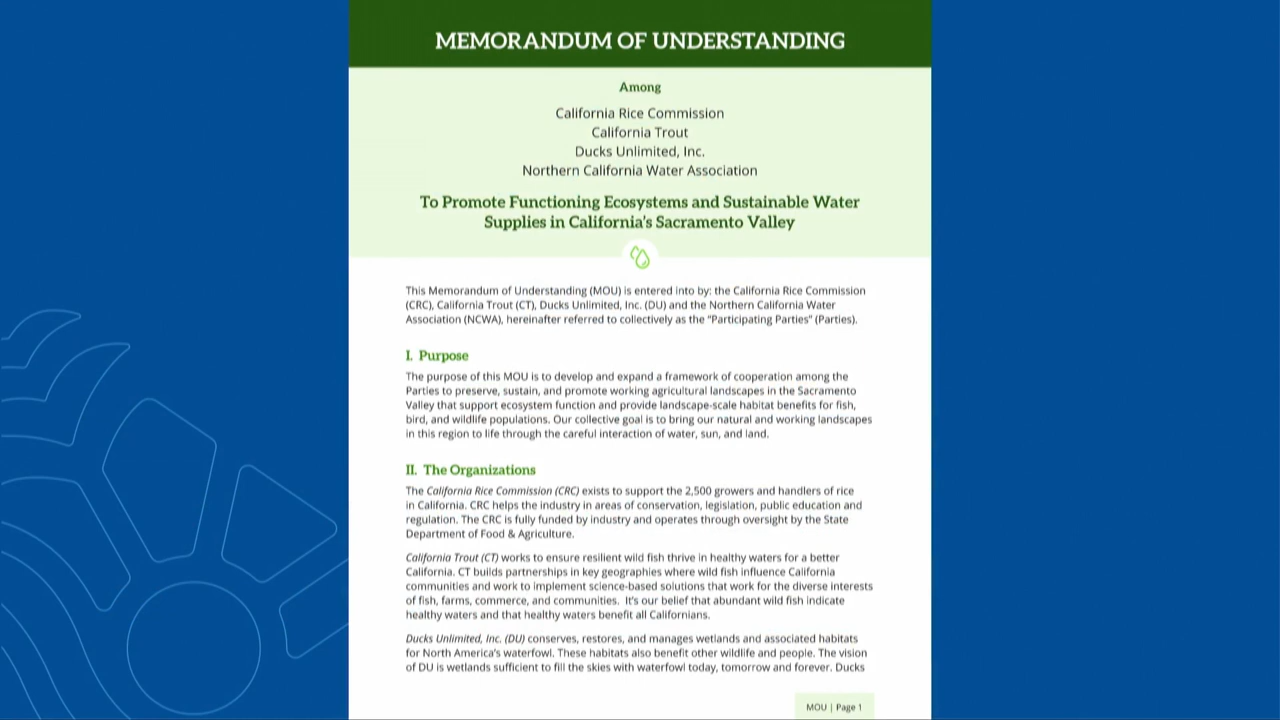 MEMORANDUM OF UNDERSTANDING
Among
California Rice Commission
California Trout
Ducks Unlimited, Inc.
Northern California Water Association
To Promote Functioning Ecosystems and Sustainable Water
Supplies in California's Sacramento Valley
This Memorandum of Understanding (MOU) is entered into by: the California Rice Commission
(CRC), California Trout (CT), Ducks Unlimited, Inc. (DU) and the Northern California Water
Association (NCWA), hereinafter referred to collectively as the "Participating Parties" (Parties).
I. Purpose
The purpose of this MOU is to develop and expand a framework of cooperation among the
Parties to preserve, sustain, and promote working agricultural landscapes in the Sacramento
Valley that support ecosystem function and provide landscape-scale habitat benefits for fish,
bird, and wildlife populations. Our collective goal is to bring our natural and working landscapes
in this region to life through the careful interaction of water, sun, and land.
II. The Organizations
The California Rice Commission (CRC) exists to support the 2,500 growers and handlers of rice
in California. CRC helps the industry in areas of conservation, legislation, public education and
regulation. The CRC is fully funded by industry and operates through oversight by the State
Department of Food & Agriculture.
California Trout (CT) works to ensure resilient wild fish thrive in healthy waters for a better
California. CT builds partnerships in key geographies where wild fish influence California
communities and work to implement science-based solutions that work for the diverse interests
of fish, farms, commerce, and communities. It's our belief that abundant wild fish indicate
healthy waters and that healthy waters benefit all Californians.
Ducks Unlimited, Inc. (DU) conserves, restores, and manages wetlands and associated habitats
for North America's waterfowl. These habitats also benefit other wildlife and people. The vision
of DU is wetlands sufficient to fill the skies with waterfowl today, tomorrow and forever. Ducks
MOU | Page 1